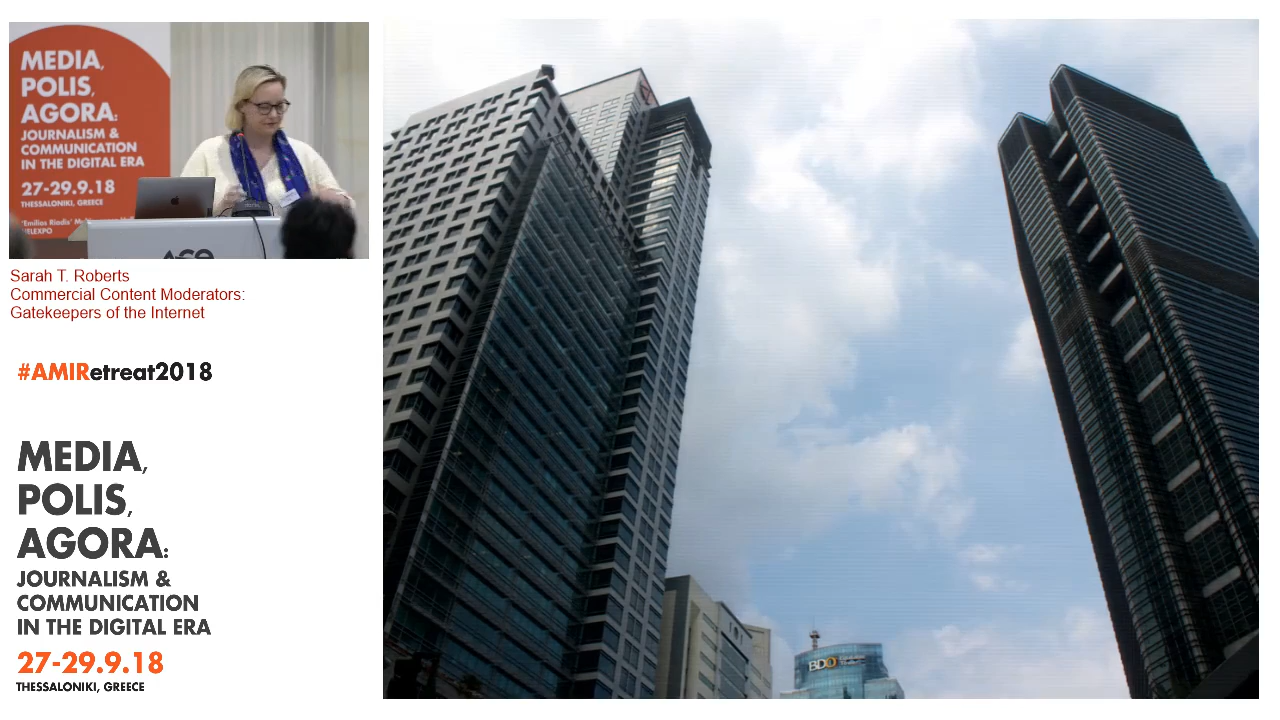 MEDIA,
POLIS,
AGORA:
JOURNALISM &
COMMUNICATION
IN THE DIGITAL ERA
27-29.9.18
THESSALONIKI, GREECE
Sarah T. Roberts
Commercial Content Moderators:
Gatekeepers of the Internet
#AMIRetreat2018
MEDIA,
POLIS,
AGORA:
JOURNALISM &
COMMUNICATION
IN THE DIGITAL ERA
27-29.9.18
THESSALONIKI, GREECE
BDO